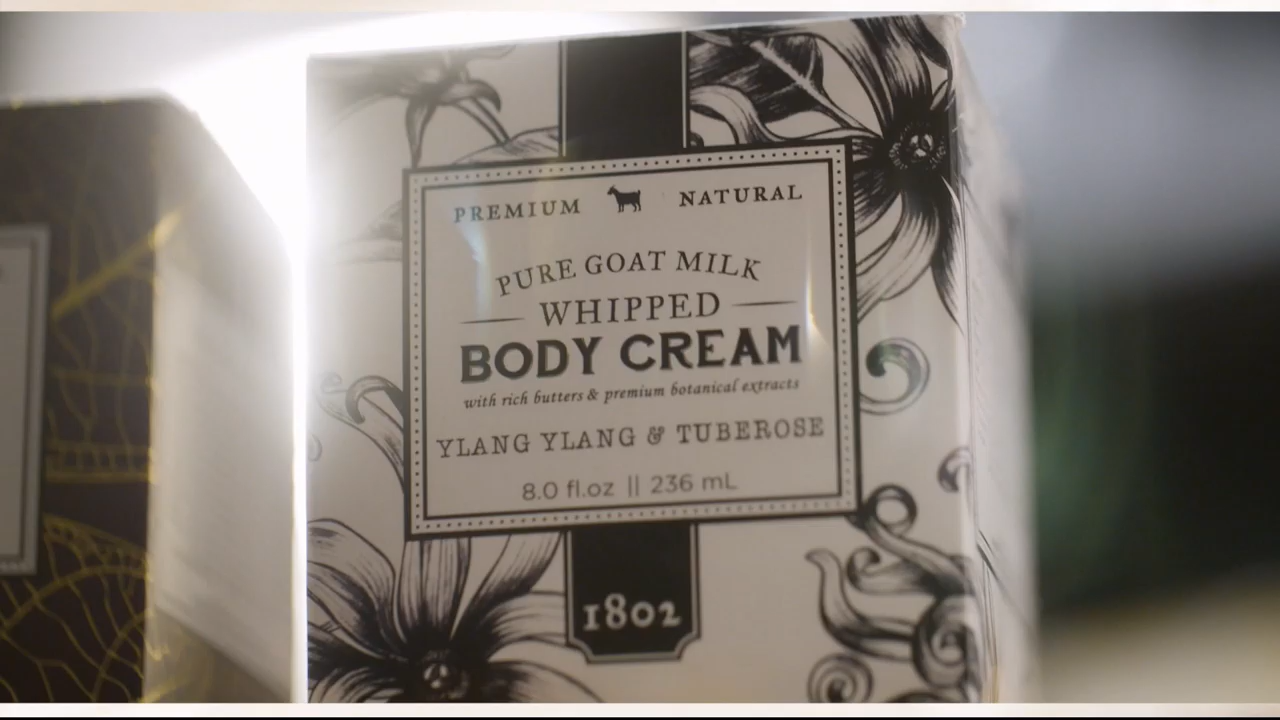 PREMIUM NATURAL
PURE GOAT MILK
WHIPPED
BODY CREAM
with rich butters & premium botanical extracts
YLANG YLANG & TUBEROSE
8.0 fl.oz || 236 mL
1802